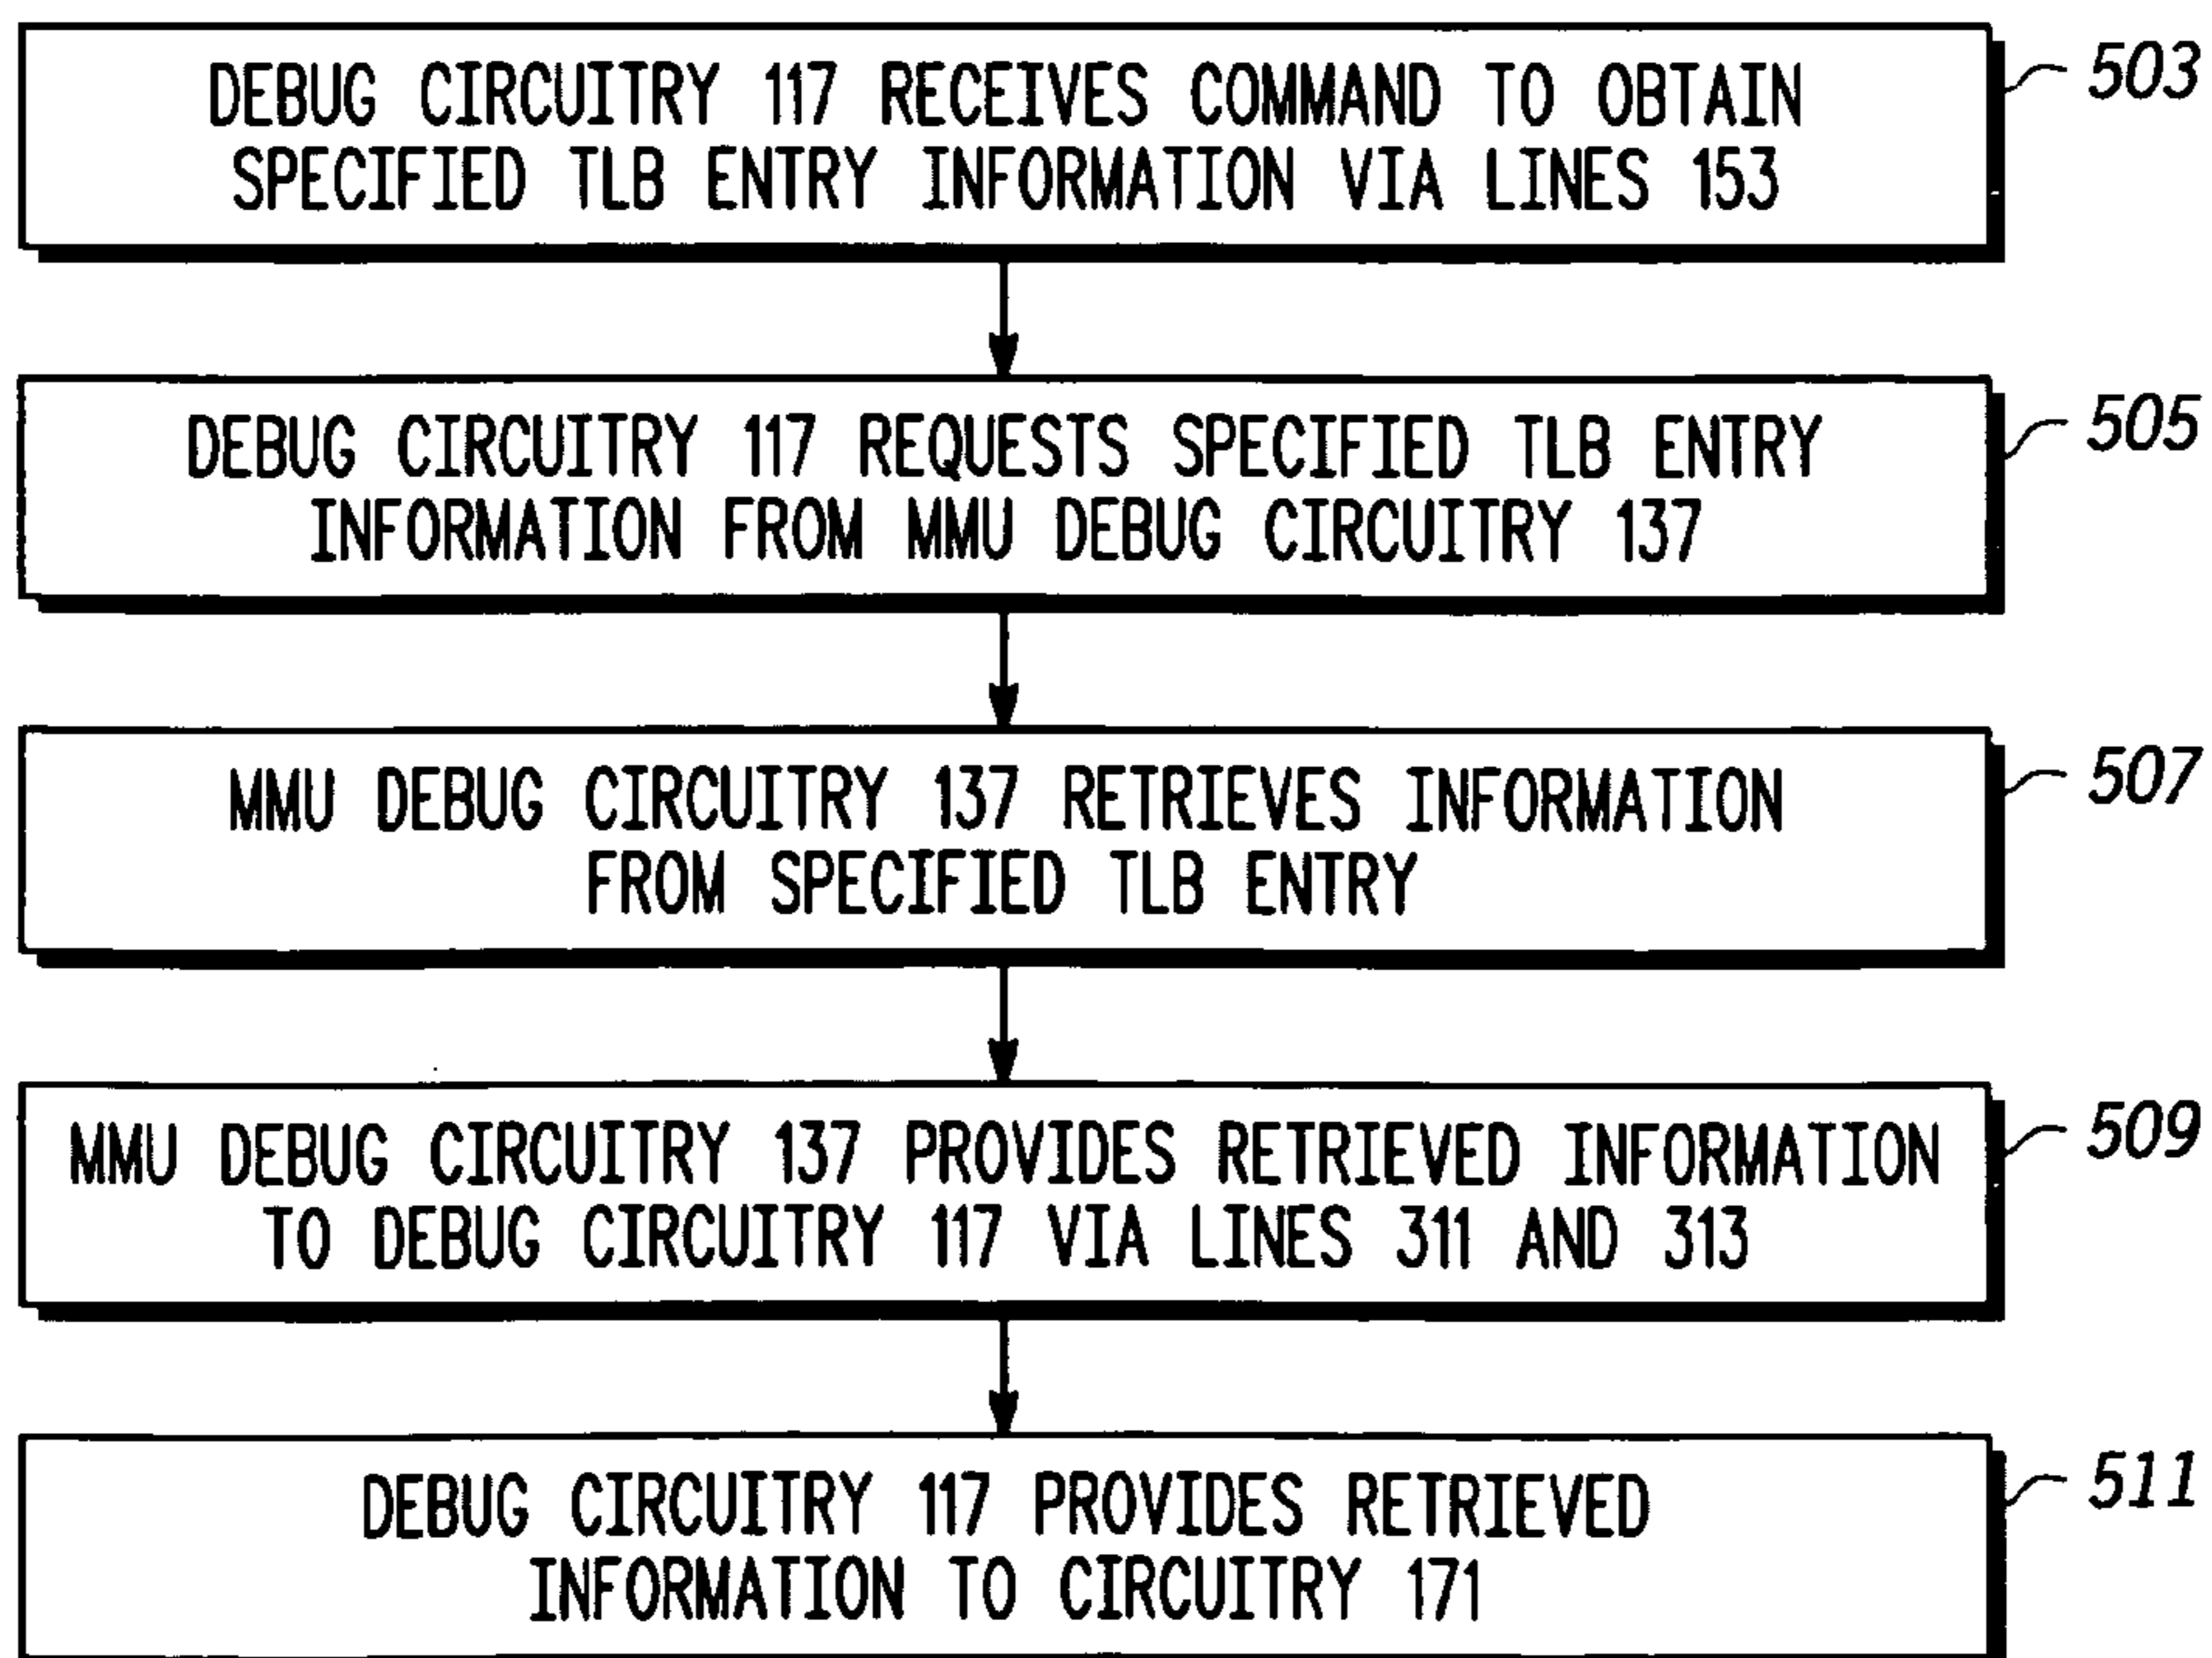 DEBUG CIRCUITRY 117 RECEIVES COMMAND TO OBTAIN
SPECIFIED TLB ENTRY INFORMATION VIA LINES 153
503
DEBUG CIRCUITRY 117 REQUESTS SPECIFIED TLB ENTRY
INFORMATION FROM MMU DEBUG CIRCUITRY 137
505
MMU DEBUG CIRCUITRY 137 RETRIEVES INFORMATION
FROM SPECIFIED TLB ENTRY
507
MMU DEBUG CIRCUITRY 137 PROVIDES RETRIEVED INFORMATION
TO DEBUG CIRCUITRY 117 VIA LINES 311 AND 313
509
DEBUG CIRCUITRY 117 PROVIDES RETRIEVED
INFORMATION TO CIRCUITRY 171
511